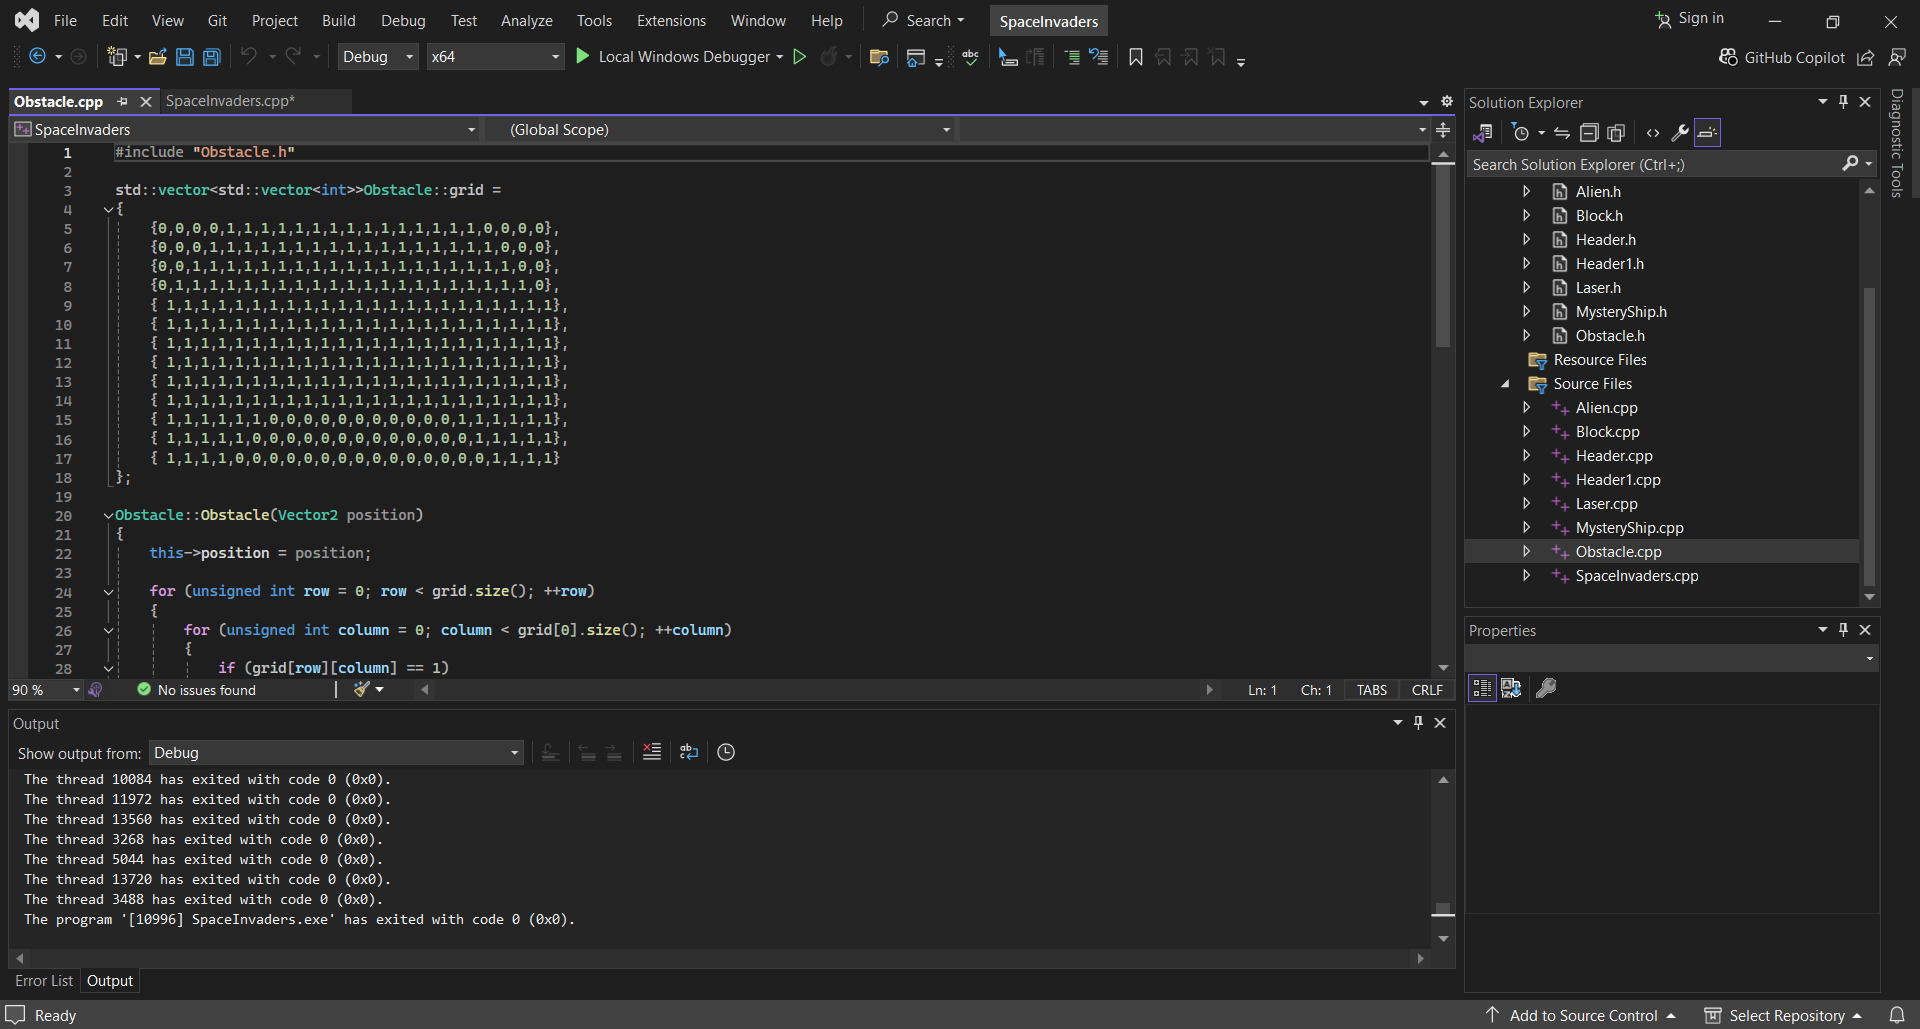 File Edit View Git Project Build Debug Test Analyze Tools Extensions Window Help Search SpaceInvaders Sign in
Debug x64 Local Windows Debugger abc GitHub Copilot
Obstacle.cpp SpaceInvaders.cpp*
SpaceInvaders (Global Scope)
1 #include "Obstacle.h"
2
3 std::vector<std::vector<int>>Obstacle::grid =
4 {
5 {0,0,0,0,1,1,1,1,1,1,1,1,1,1,1,1,1,1,1,0,0,0,0},
6 {0,0,0,1,1,1,1,1,1,1,1,1,1,1,1,1,1,1,1,1,0,0,0},
7 {0,0,1,1,1,1,1,1,1,1,1,1,1,1,1,1,1,1,1,1,1,0,0},
8 {0,1,1,1,1,1,1,1,1,1,1,1,1,1,1,1,1,1,1,1,1,1,0},
9 { 1,1,1,1,1,1,1,1,1,1,1,1,1,1,1,1,1,1,1,1,1,1,1},
10 { 1,1,1,1,1,1,1,1,1,1,1,1,1,1,1,1,1,1,1,1,1,1,1},
11 { 1,1,1,1,1,1,1,1,1,1,1,1,1,1,1,1,1,1,1,1,1,1,1},
12 { 1,1,1,1,1,1,1,1,1,1,1,1,1,1,1,1,1,1,1,1,1,1,1},
13 { 1,1,1,1,1,1,1,1,1,1,1,1,1,1,1,1,1,1,1,1,1,1,1},
14 { 1,1,1,1,1,1,1,1,1,1,1,1,1,1,1,1,1,1,1,1,1,1,1},
15 { 1,1,1,1,1,1,0,0,0,0,0,0,0,0,0,0,0,1,1,1,1,1,1},
16 { 1,1,1,1,1,0,0,0,0,0,0,0,0,0,0,0,0,0,1,1,1,1,1},
17 { 1,1,1,1,0,0,0,0,0,0,0,0,0,0,0,0,0,0,0,1,1,1,1}
18 };
19
20 Obstacle::Obstacle(Vector2 position)
21 {
22 this->position = position;
23
24 for (unsigned int row = 0; row < grid.size(); ++row)
25 {
26 for (unsigned int column = 0; column < grid[0].size(); ++column)
27 {
28 if (grid[row][column] == 1)
90 % No issues found Ln: 1 Ch: 1 TABS CRLF
Output
Show output from: Debug
The thread 10084 has exited with code 0 (0x0).
The thread 11972 has exited with code 0 (0x0).
The thread 13560 has exited with code 0 (0x0).
The thread 3268 has exited with code 0 (0x0).
The thread 5044 has exited with code 0 (0x0).
The thread 13720 has exited with code 0 (0x0).
The thread 3488 has exited with code 0 (0x0).
The program '[10996] SpaceInvaders.exe' has exited with code 0 (0x0).
Error List Output
Solution Explorer
Search Solution Explorer (Ctrl+;)
Alien.h
Block.h
Header.h
Header1.h
Laser.h
MysteryShip.h
Obstacle.h
Resource Files
Source Files
Alien.cpp
Block.cpp
Header.cpp
Header1.cpp
Laser.cpp
MysteryShip.cpp
Obstacle.cpp
SpaceInvaders.cpp
Properties
Diagnostic Tools
Ready Add to Source Control Select Repository